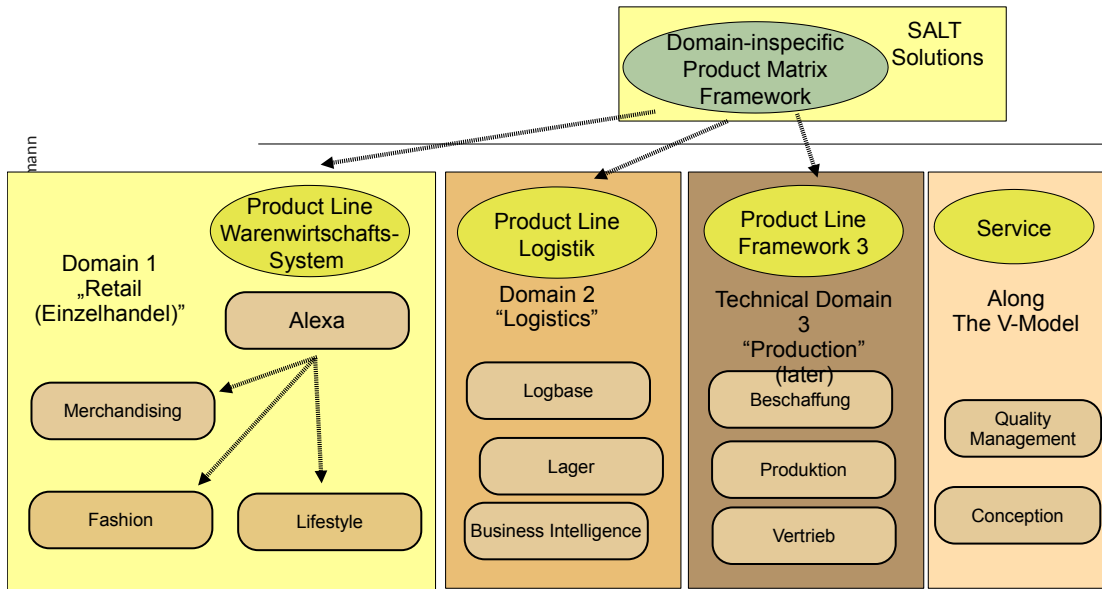 SALT
Solutions
Domain-inspecific
Product Matrix
Framework
mann
Product Line
Warenwirtschafts-
System
Domain 1
„Retail
(Einzelhandel)”
Alexa
Merchandising
Fashion
Lifestyle
Product Line
Logistik
Domain 2
“Logistics”
Logbase
Lager
Business Intelligence
Product Line
Framework 3
Technical Domain
3
“Production”
(later)
Beschaffung
Produktion
Vertrieb
Service
Along
The V-Model
Quality
Management
Conception